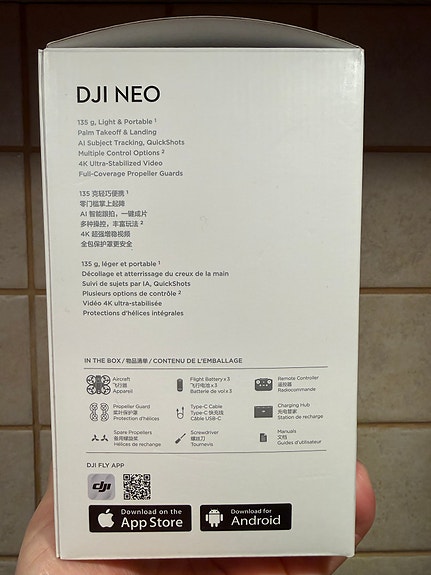 DJI NEO
135 g, Light & Portable ¹
Palm Takeoff & Landing
AI Subject Tracking, QuickShots
Multiple Control Options ²
4K Ultra-Stabilized Video
Full-Coverage Propeller Guards
135 克轻巧便携 ¹
零门槛掌上起降
AI 智能跟拍，一键成片
多种操控，丰富玩法 ²
4K 超强增稳视频
全包保护罩更安全
135 g, léger et portable ¹
Décollage et atterrissage du creux de la main
Suivi de sujets par IA, QuickShots
Plusieurs options de contrôle ²
Vidéo 4K ultra-stabilisée
Protections d'hélices intégrales
IN THE BOX / 物品清单 / CONTENU DE L'EMBALLAGE
Aircraft
飞行器
Appareil
Flight Battery x 3
飞行电池 x 3
Batterie de vol x 3
Remote Controller
遥控器
Radiocommande
Propeller Guard
桨叶保护罩
Protection d'hélices
Type-C Cable
Type-C 快充线
Câble USB-C
Charging Hub
充电管家
Station de recharge
Spare Propellers
备用螺旋桨
Hélices de rechange
Screwdriver
螺丝刀
Tournevis
Manuals
文档
Guides d'utilisateur
DJI FLY APP
dji
Download on the
App Store
Download for
Android